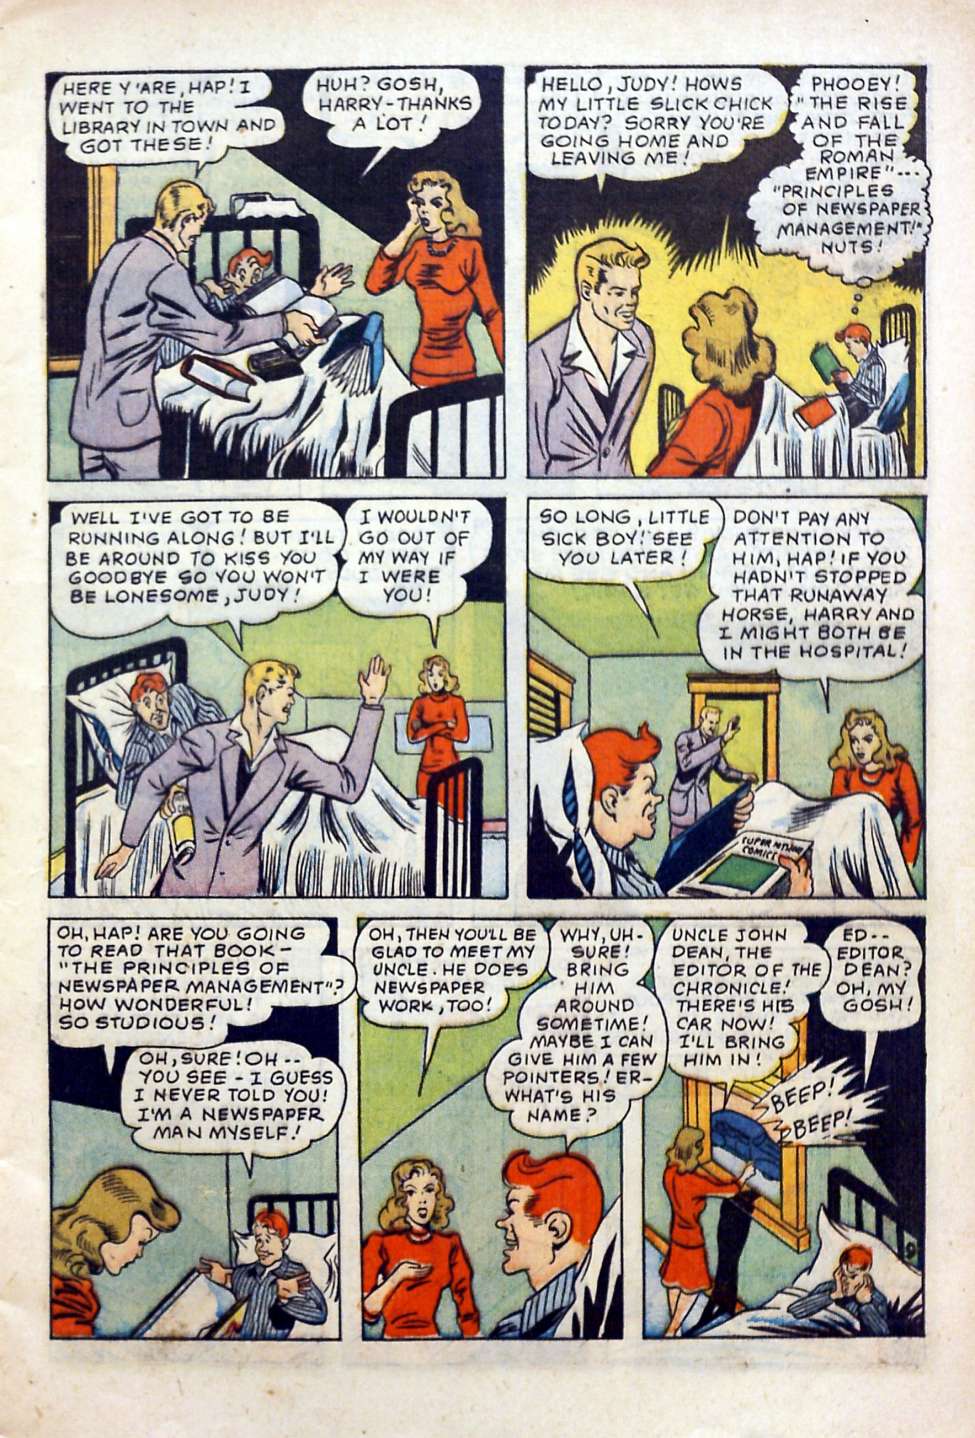 HERE Y'ARE, HAP! I
WENT TO THE
LIBRARY IN TOWN AND
GOT THESE!
HUH? GOSH,
HARRY-THANKS
A LOT!
HELLO, JUDY! HOWS
MY LITTLE SLICK CHICK
TODAY? SORRY YOU'RE
GOING HOME AND
LEAVING ME!
PHOOEY!
"THE RISE
AND FALL
OF THE
ROMAN
EMPIRE"---
"PRINCIPLES
OF NEWSPAPER
MANAGEMENT!"
NUTS!
WELL I'VE GOT TO BE
RUNNING ALONG! BUT I'LL
BE AROUND TO KISS YOU
GOODBYE SO YOU WON'T
BE LONESOME, JUDY!
I WOULDN'T
GO OUT OF
MY WAY IF
I WERE
YOU!
SO LONG, LITTLE
SICK BOY! SEE
YOU LATER!
DON'T PAY ANY
ATTENTION TO
HIM, HAP! IF YOU
HADN'T STOPPED
THAT RUNAWAY
HORSE, HARRY AND
I MIGHT BOTH BE
IN THE HOSPITAL!
SUPER
COMICS
OH, HAP! ARE YOU GOING
TO READ THAT BOOK-
"THE PRINCIPLES OF
NEWSPAPER MANAGEMENT"?
HOW WONDERFUL!
SO STUDIOUS!
OH, SURE! OH--
YOU SEE - I GUESS
I NEVER TOLD YOU!
I'M A NEWSPAPER
MAN MYSELF!
OH, THEN YOU'LL BE
GLAD TO MEET MY
UNCLE. HE DOES
NEWSPAPER
WORK, TOO!
WHY, UH-
SURE!
BRING
HIM
AROUND
SOMETIME!
MAYBE I CAN
GIVE HIM A FEW
POINTERS! ER-
WHAT'S HIS
NAME?
UNCLE JOHN
DEAN, THE
EDITOR OF THE
CHRONICLE!
THERE'S HIS
CAR NOW!
I'LL BRING
HIM IN!
BEEP!
BEEP!
ED--
EDITOR
DEAN?
OH, MY
GOSH!
9